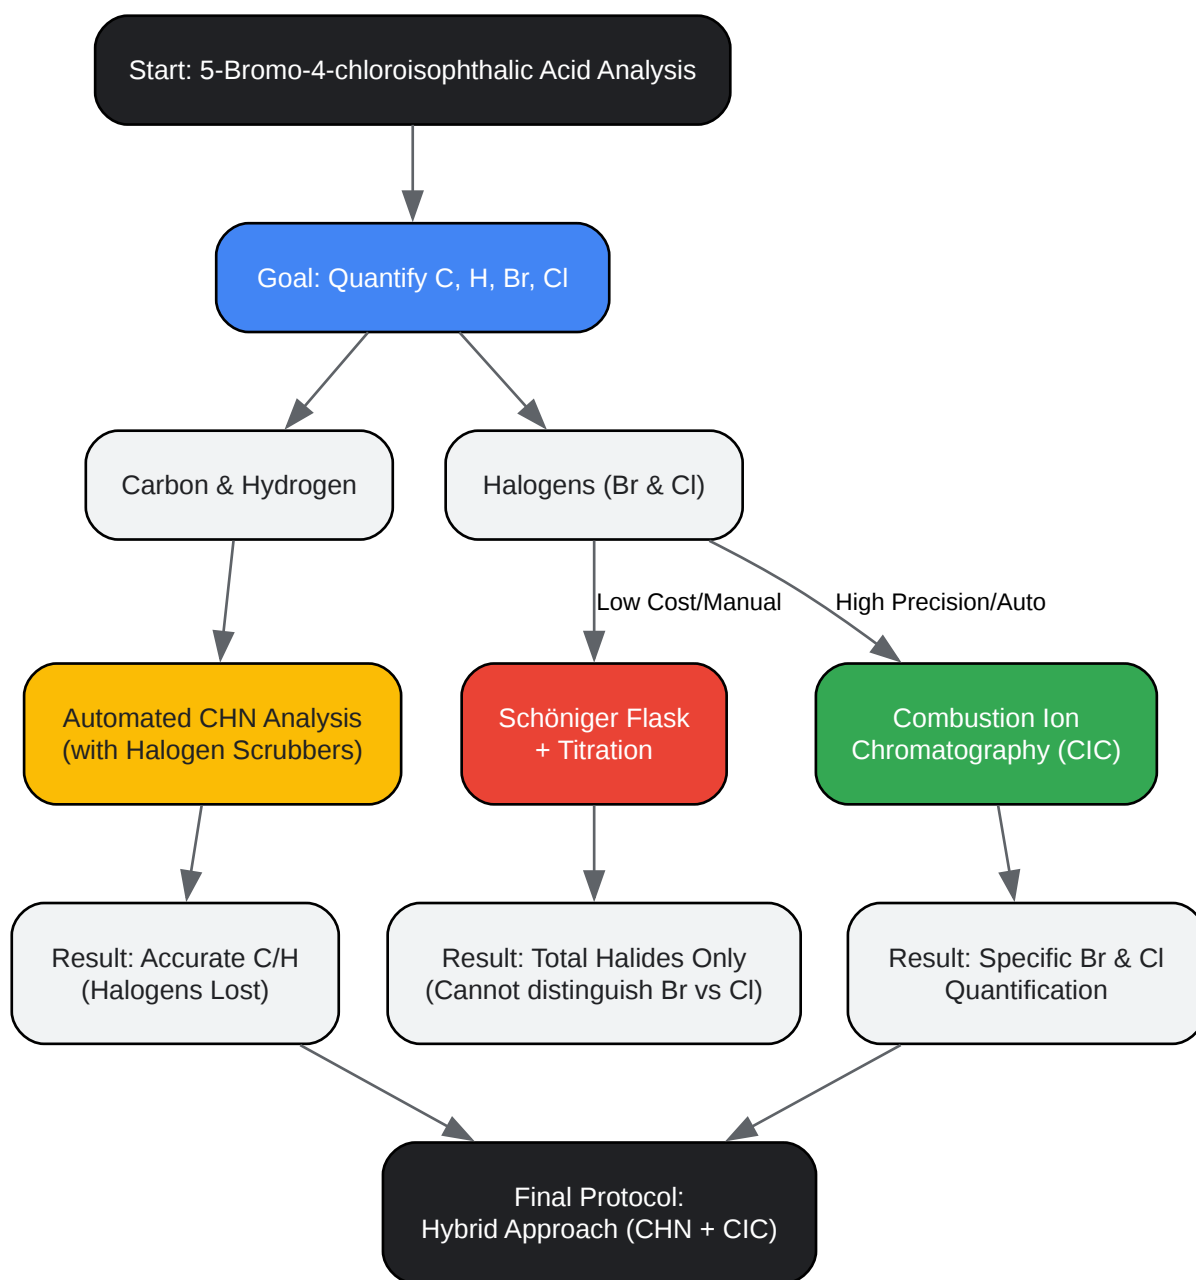 Start: 5-Bromo-4-chloroisophthalic Acid Analysis
Goal: Quantify C, H, Br, Cl
Carbon & Hydrogen
Halogens (Br & Cl)
Low Cost/Manual
High Precision/Auto
Automated CHN Analysis
(with Halogen Scrubbers)
Schöniger Flask
+ Titration
Combustion Ion
Chromatography (CIC)
Result: Accurate C/H
(Halogens Lost)
Result: Total Halides Only
(Cannot distinguish Br vs Cl)
Result: Specific Br & Cl
Quantification
Final Protocol:
Hybrid Approach (CHN + CIC)